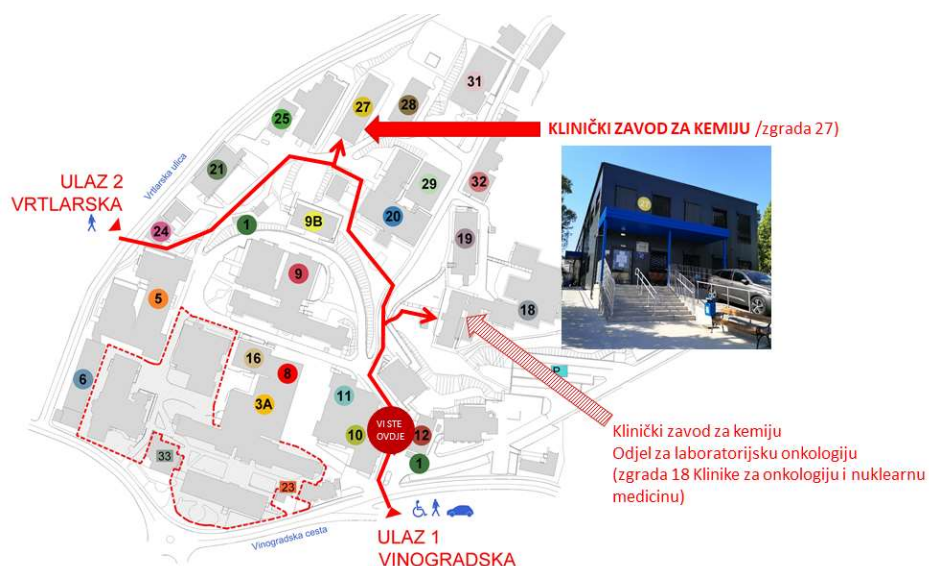 31
27
28
25
KLINIČKI ZAVOD ZA KEMIJU /zgrada 27)
21
Vrtlarska ulica
29
32
ULAZ 2
VRTLARSKA
24
1
9B
20
19
9
5
18
16
8
6
3A
11
P
VI STE
OVDJE
10
12
1
33
23
Klinički zavod za kemiju
Odjel za laboratorijsku onkologiju
(zgrada 18 Klinike za onkologiju i nuklearnu
medicinu)
Vinogradska cesta
ULAZ 1
VINOGRADSKA